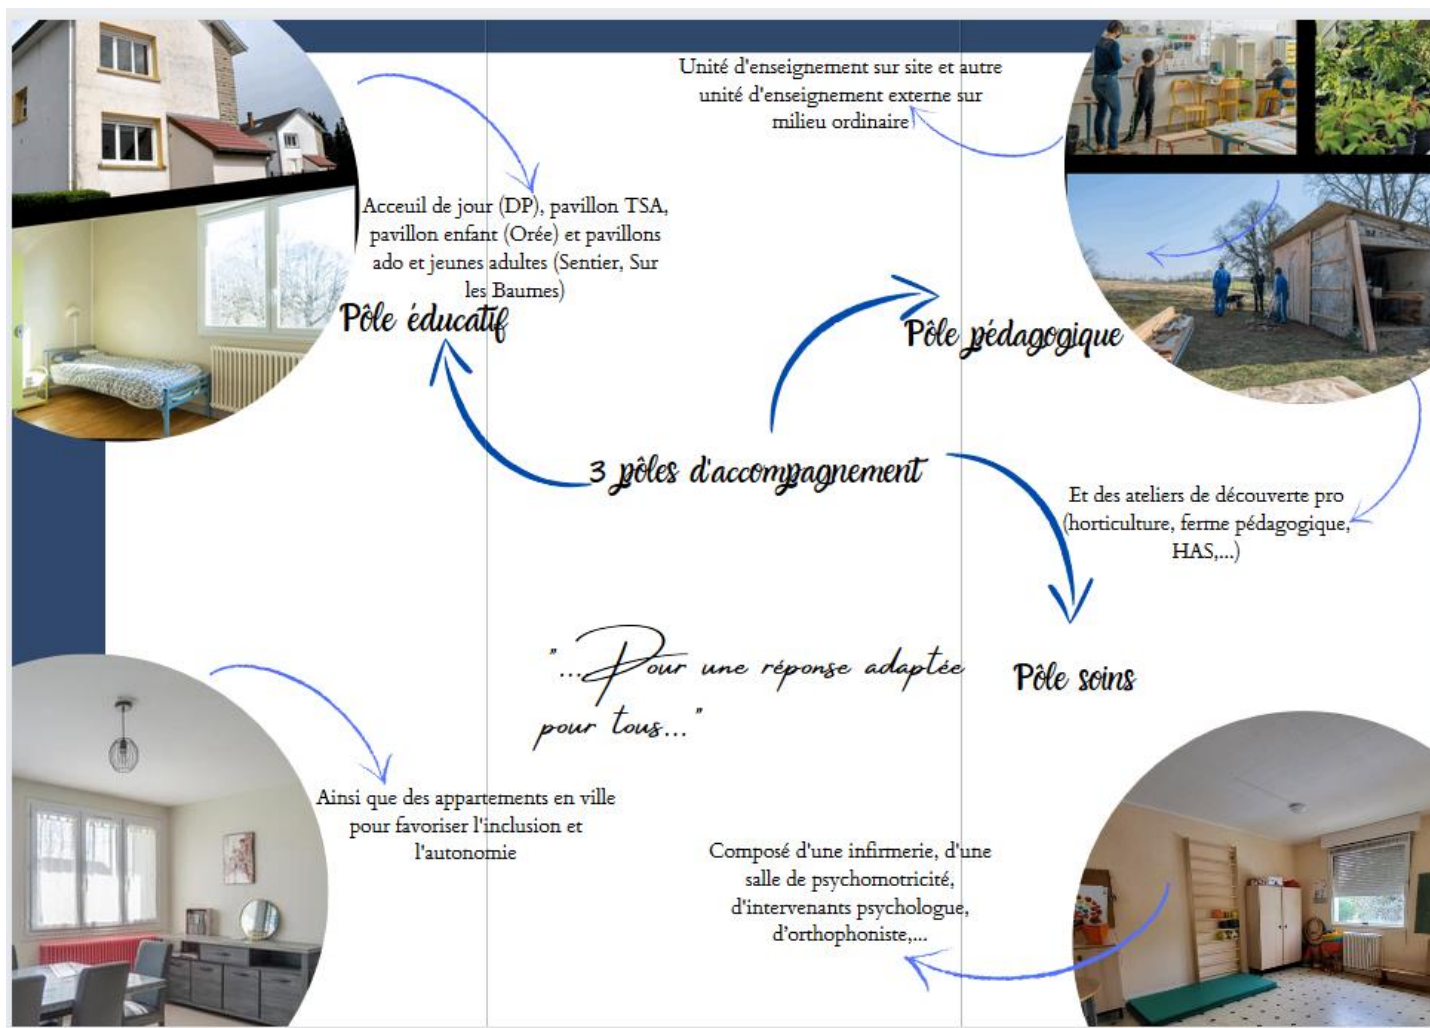 Unité d'enseignement sur site et autre
unité d'enseignement externe sur
milieu ordinaire
Acceuil de jour (DP), pavillon TSA,
pavillon enfant (Orée) et pavillons
ado et jeunes adultes (Sentier, Sur
les Baumes)
Pôle éducatif
Pôle pédagogique
3 pôles d'accompagnement
Et des ateliers de découverte pro
(horticulture, ferme pédagogique,
HAS,...)
"...Pour une réponse adaptée
pour tous..."
Pôle soins
Ainsi que des appartements en ville
pour favoriser l'inclusion et
l'autonomie
Composé d'une infirmerie, d'une
salle de psychomotricité,
d'intervenants psychologue,
d’orthophoniste,...